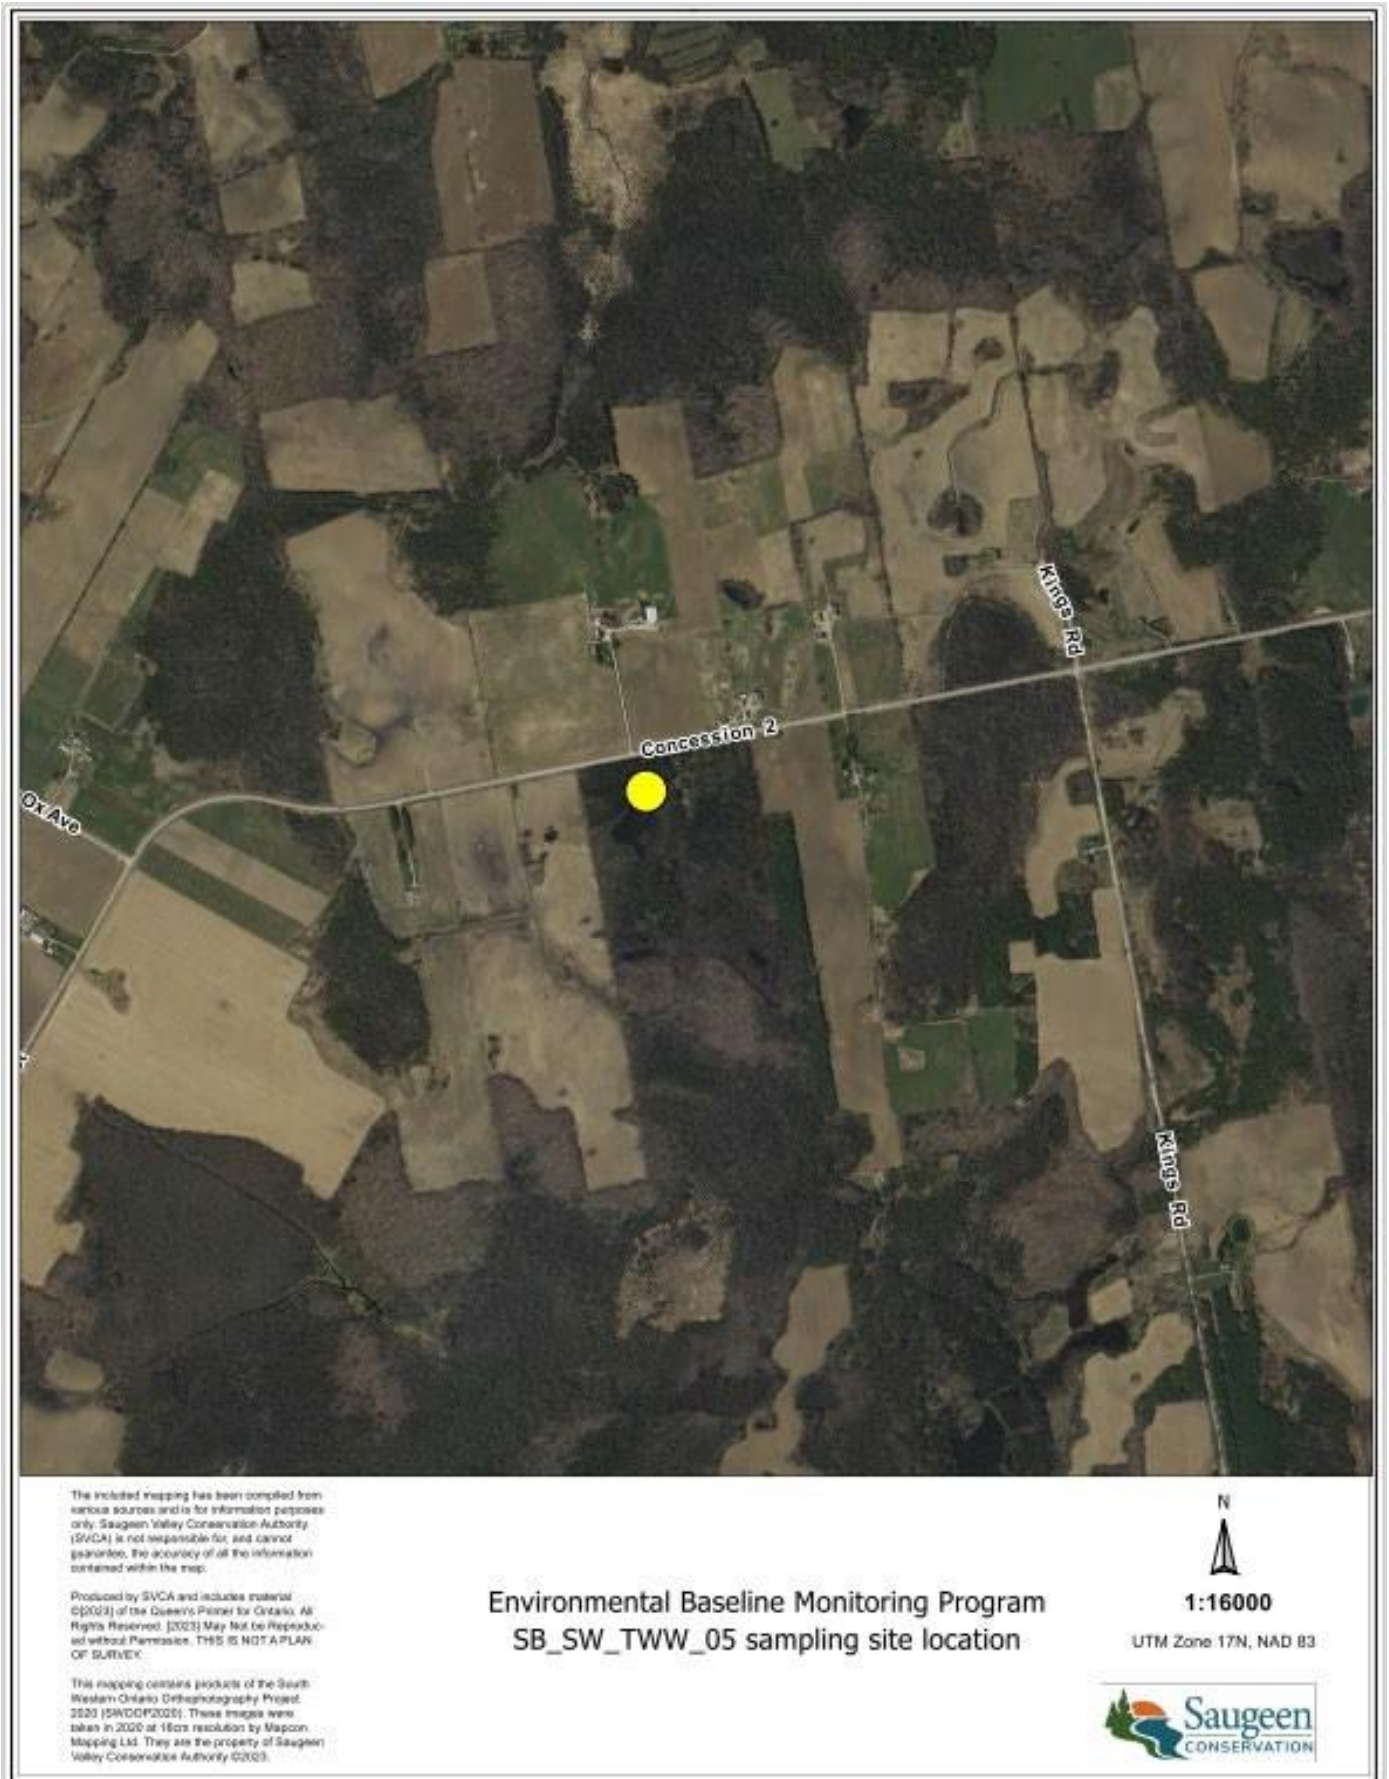 Kings Rd
Concession 2
Ox Ave
Kings Rd
The included mapping has been compiled from
various sources and is for information purposes
only. Saugeen Valley Conservation Authority
(SVCA) is not responsible for, and cannot
guarantee, the accuracy of all the information
contained within the map.
Produced by SVCA and includes material
©[2023] of the Queen's Printer for Ontario. All
Rights Reserved. [2023] May Not be Reproduc-
ed without Permission. THIS IS NOT A PLAN
OF SURVEY.
This mapping contains products of the South
Western Ontario Orthophotography Project
2020 (SWOOP2020). These images were
taken in 2020 at 16cm resolution by Mapcon
Mapping Ltd. They are the property of Saugeen
Valley Conservation Authority ©2023.
Environmental Baseline Monitoring Program
SB_SW_TWW_05 sampling site location
N
1:16000
UTM Zone 17N, NAD 83
Saugeen
CONSERVATION